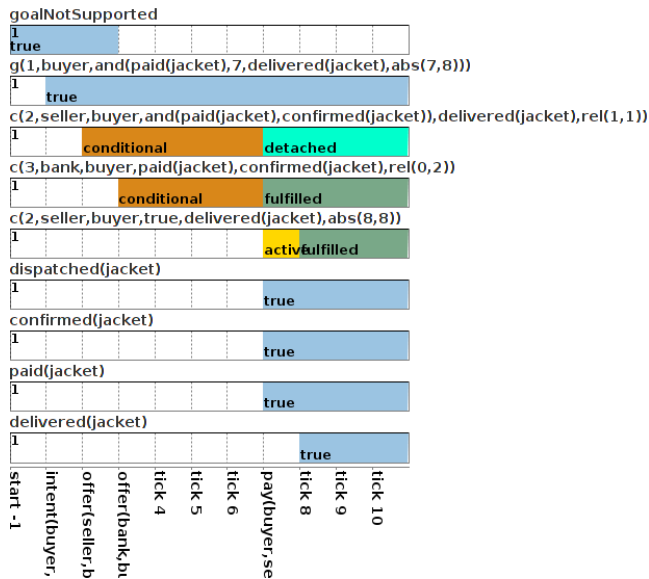 goalNotSupported
1
true
g(1,buyer,and(paid(jacket),7,delivered(jacket),abs(7,8)))
1
true
c(2,seller,buyer,and(paid(jacket),confirmed(jacket)),delivered(jacket),rel(1,1))
1
conditional detached
c(3,bank,buyer,paid(jacket),confirmed(jacket),rel(0,2))
1
conditional fulfilled
c(2,seller,buyer,true,delivered(jacket),abs(8,8))
1
active fulfilled
dispatched(jacket)
1
true
confirmed(jacket)
1
true
paid(jacket)
1
true
delivered(jacket)
1
true
start -1
intent(buyer,
offer(seller,b
offer(bank,bu
tick 4
tick 5
tick 6
pay(buyer,se
tick 8
tick 9
tick 10